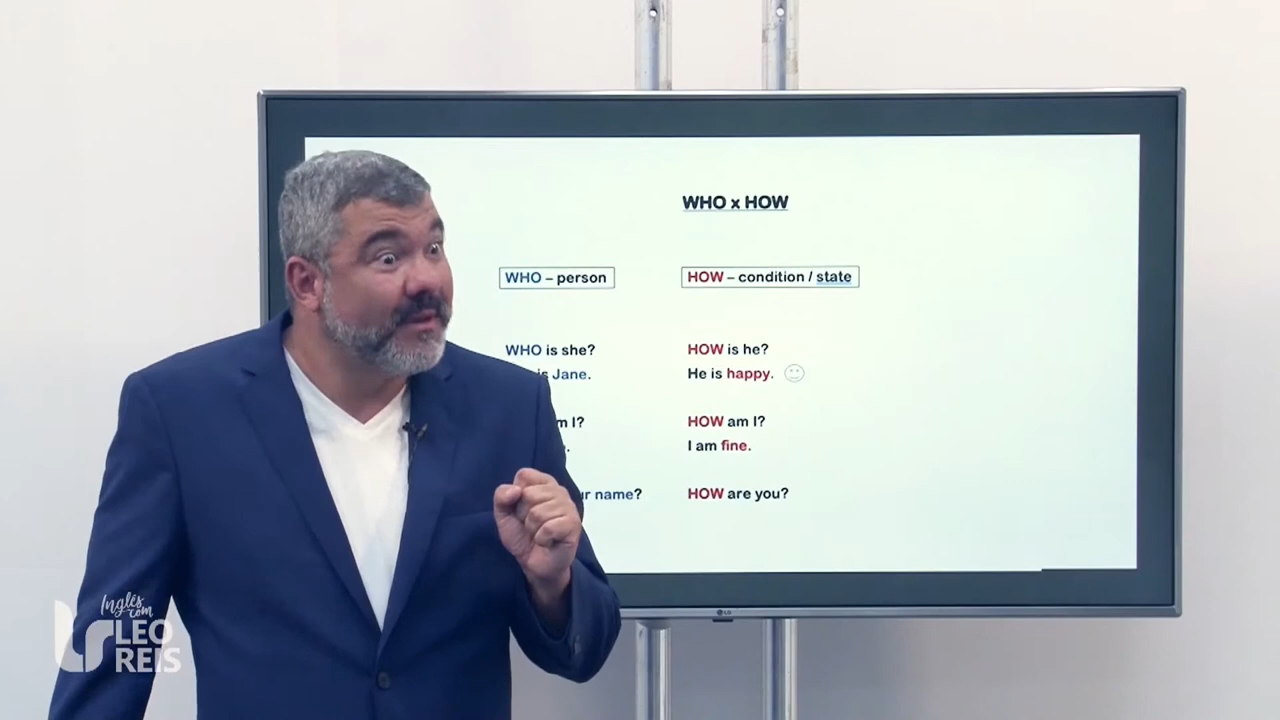 WHO x HOW
WHO – person
HOW – condition / state
WHO is she?
is Jane.
I?
name?
HOW is he?
He is happy.
HOW am I?
I am fine.
HOW are you?
LG
Inglês
com
LEO
REIS